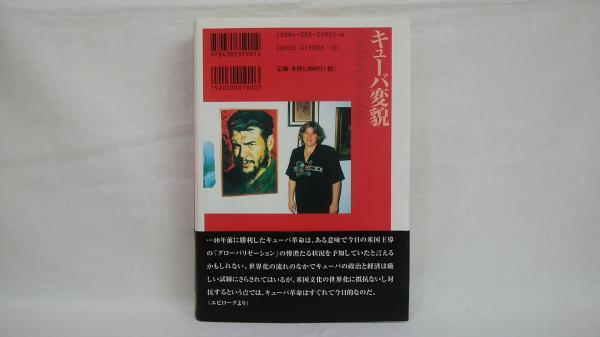 ISBN4-385-35901-6
C0030 ¥1900E (0)
定価(本体1,900円+税)
9784385359014
1920030019003
キューバ変貌
…40年前に勝利したキューバ革命は、ある意味で今日の米国主導
の「グローバリゼーション」の惨澹たる状況を予知していたと言える
かもしれない。世界化の流れのなかでキューバの政治と経済は厳
しい試練にさらされてはいるが、米国文化の世界化に抵抗ないし対
抗するという点では、キューバ革命はすぐれて今日的なのだ。
(エピローグより)